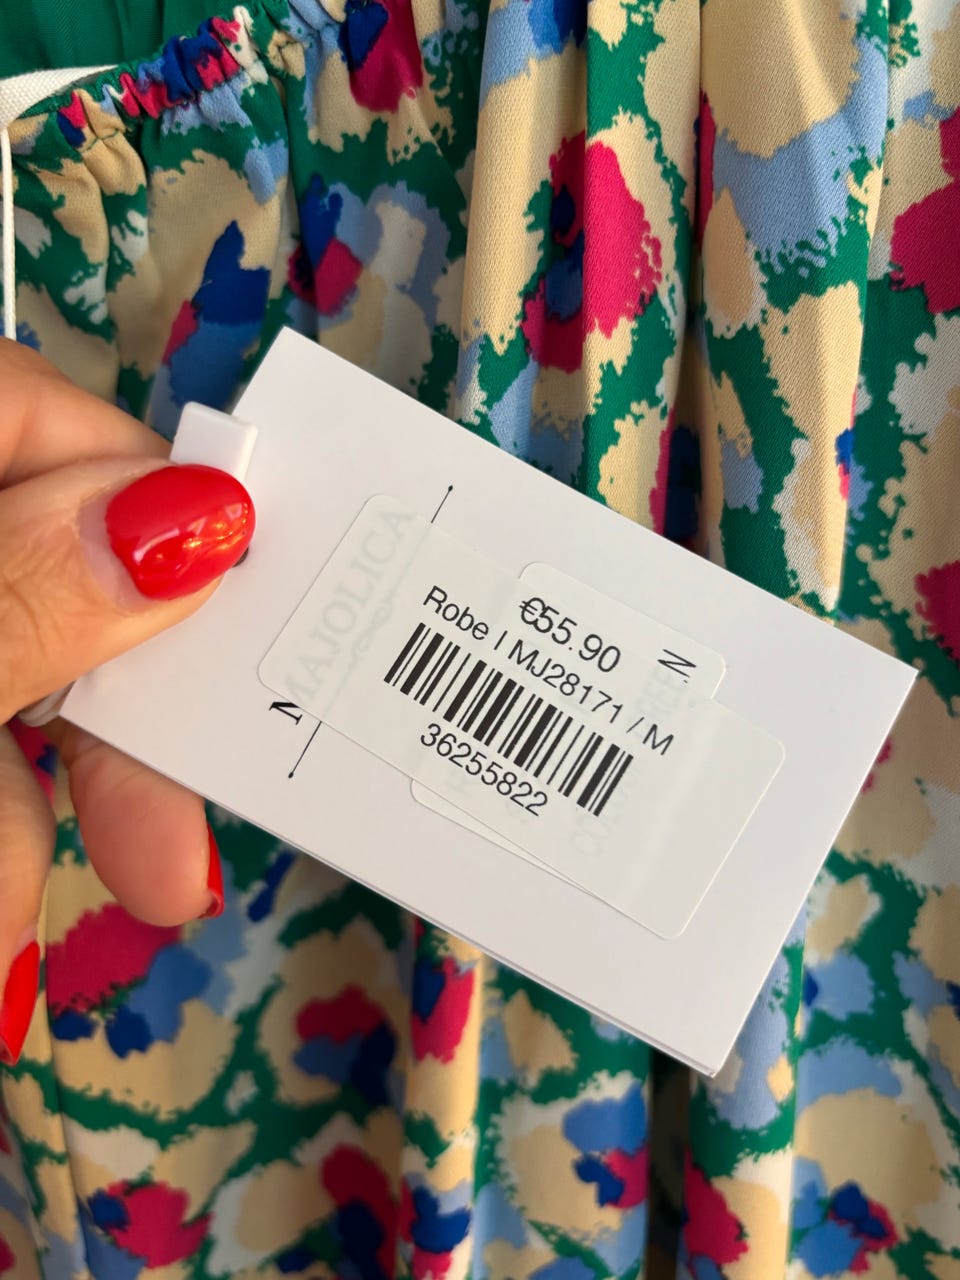 MAJOLICA
€55.90
Robe | MJ28171 / M
36255822